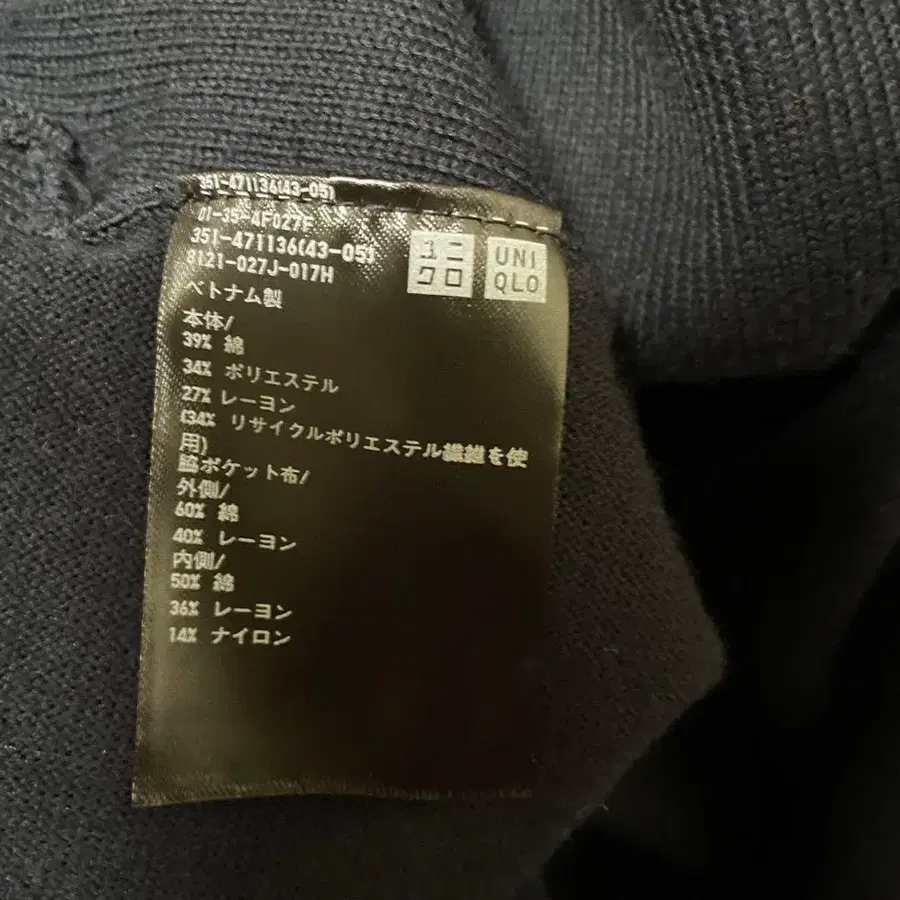 351-471136(43-05)
01-35-4F027F
351-471136(43-05)
8121-027J-017H
ユニ
クロ
UNI
QLO
ベトナム製
本体/
39% 綿
34% ポリエステル
27% レーヨン
(34% リサイクルポリエステル繊維を使
用)
脇ポケット布/
外側/
60% 綿
40% レーヨン
内側/
50% 綿
36% レーヨン
14% ナイロン